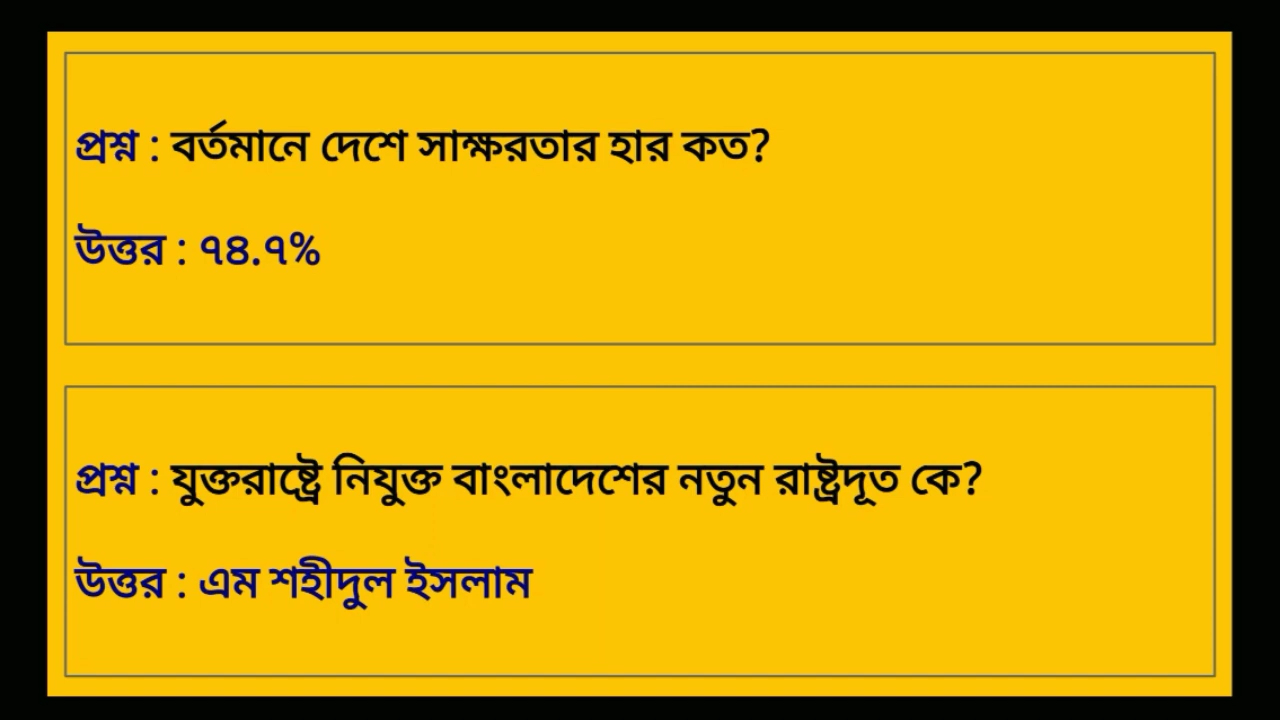 প্রশ্ন : বর্তমানে দেশে সাক্ষরতার হার কত?
উত্তর : ৭৪.৭%
প্রশ্ন : যুক্তরাষ্ট্রে নিযুক্ত বাংলাদেশের নতুন রাষ্ট্রদূত কে?
উত্তর : এম শহীদুল ইসলাম